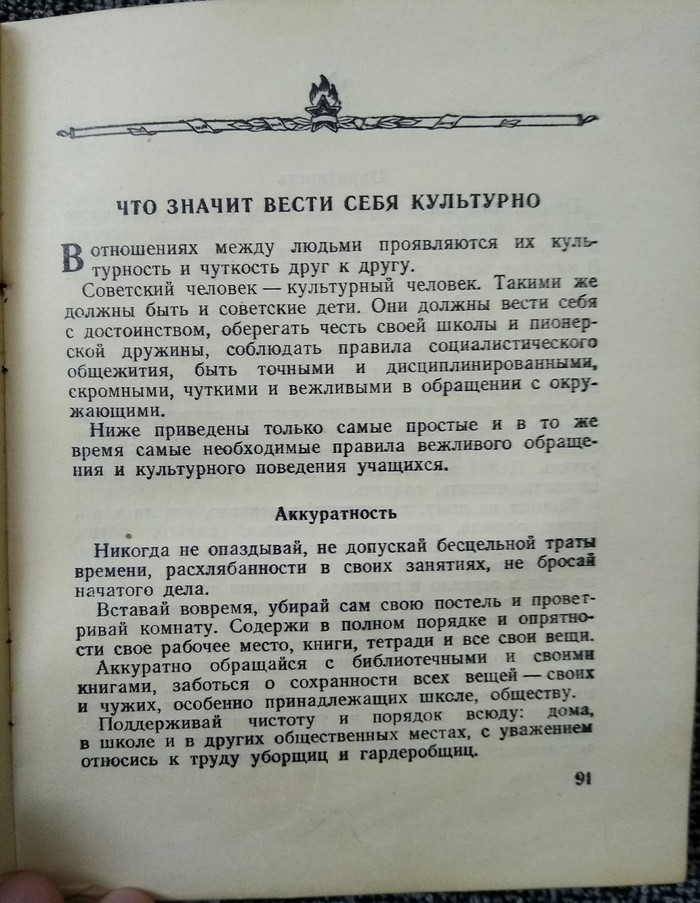 ЧТО ЗНАЧИТ ВЕСТИ СЕБЯ КУЛЬТУРНО
В отношениях между людьми проявляются их куль-
турность и чуткость друг к другу.
Советский человек — культурный человек. Такими же
должны быть и советские дети. Они должны вести себя
с достоинством, оберегать честь своей школы и пионер-
ской дружины, соблюдать правила социалистического
общежития, быть точными и дисциплинированными,
скромными, чуткими и вежливыми в обращении с окру-
жающими.
Ниже приведены только самые простые и в то же
время самые необходимые правила вежливого обраще-
ния и культурного поведения учащихся.
Аккуратность
Никогда не опаздывай, не допускай бесцельной траты
времени, расхлябанности в своих занятиях, не бросай
начатого дела.
Вставай вовремя, убирай сам свою постель и провет-
ривай комнату. Содержи в полном порядке и опрятно-
сти свое рабочее место, книги, тетради и все свои вещи.
Аккуратно обращайся с библиотечными и своими
книгами, заботься о сохранности всех вещей — своих
и чужих, особенно принадлежащих школе, обществу.
Поддерживай чистоту и порядок всюду: дома,
в школе и в других общественных местах, с уважением
относись к труду уборщиц и гардеробщиц.
91